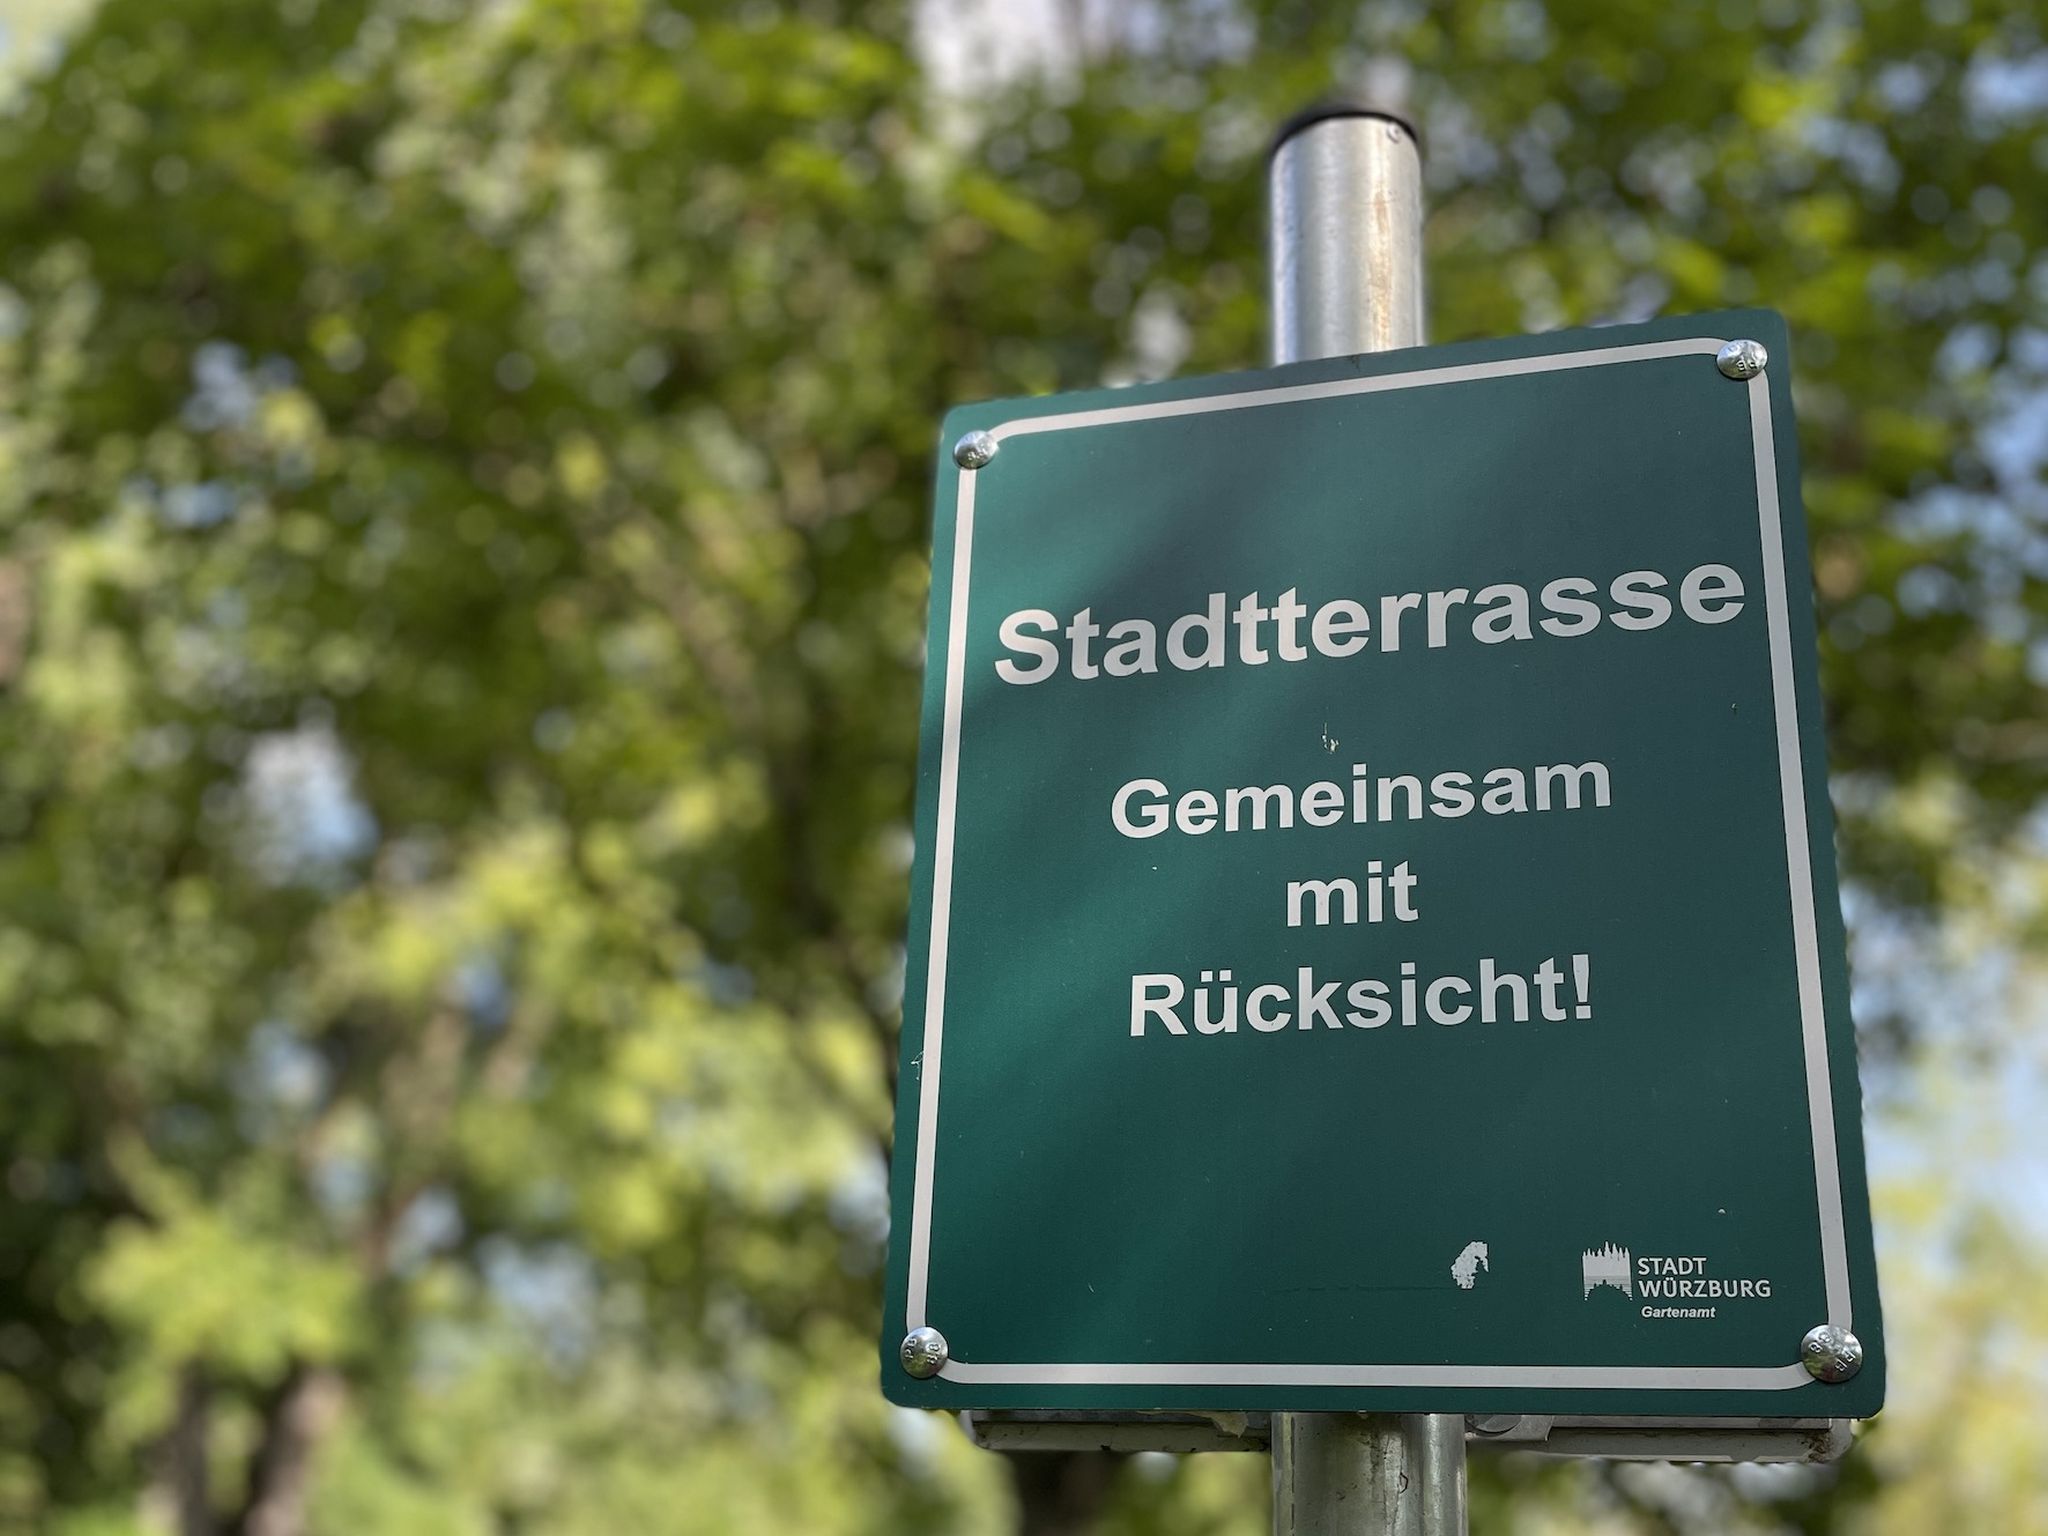 Stadtterrasse
Gemeinsam
mit
Rücksicht!
STADT
WÜRZBURG
Gartenamt